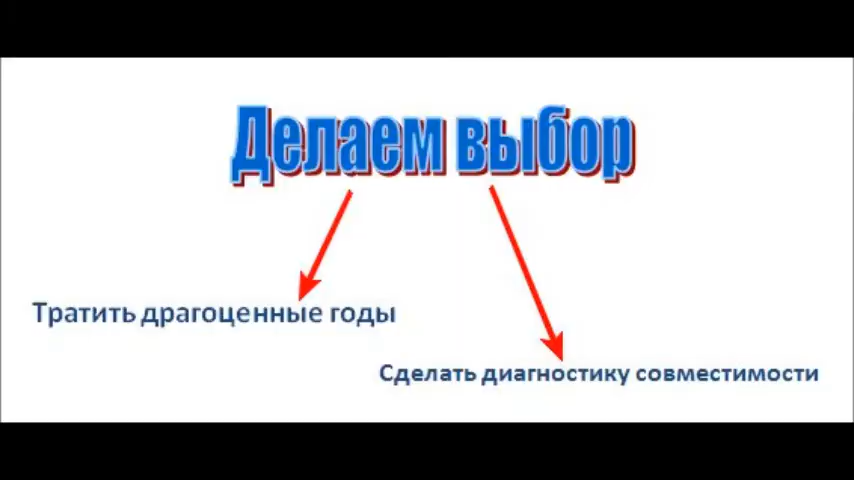 Делаем выбор
Тратить драгоценные годы
Сделать диагностику совместимости